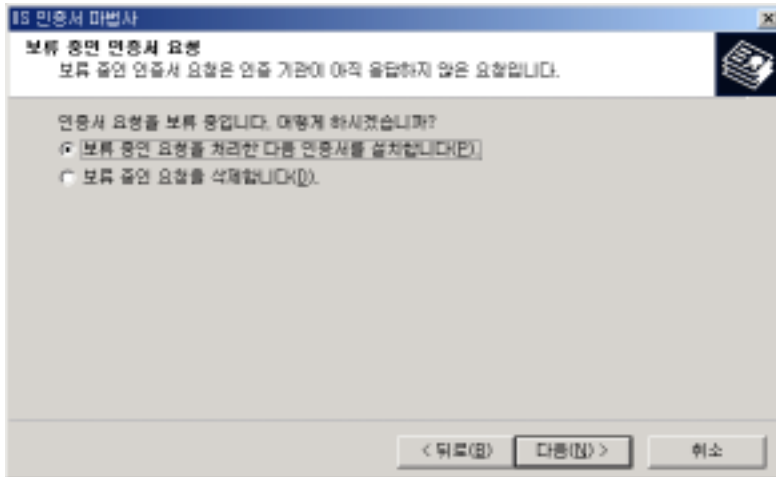 IIS 인증서 마법사
보류 중인 인증서 요청
보류 중인 인증서 요청은 인증 기관이 아직 응답하지 않은 요청입니다.
인증서 요청을 보류 중입니다. 어떻게 하시겠습니까?
보류 중인 요청을 처리한 다음 인증서를 설치합니다(P).
보류 중인 요청을 삭제합니다(D).
< 뒤로(B) 다음(N) > 취소